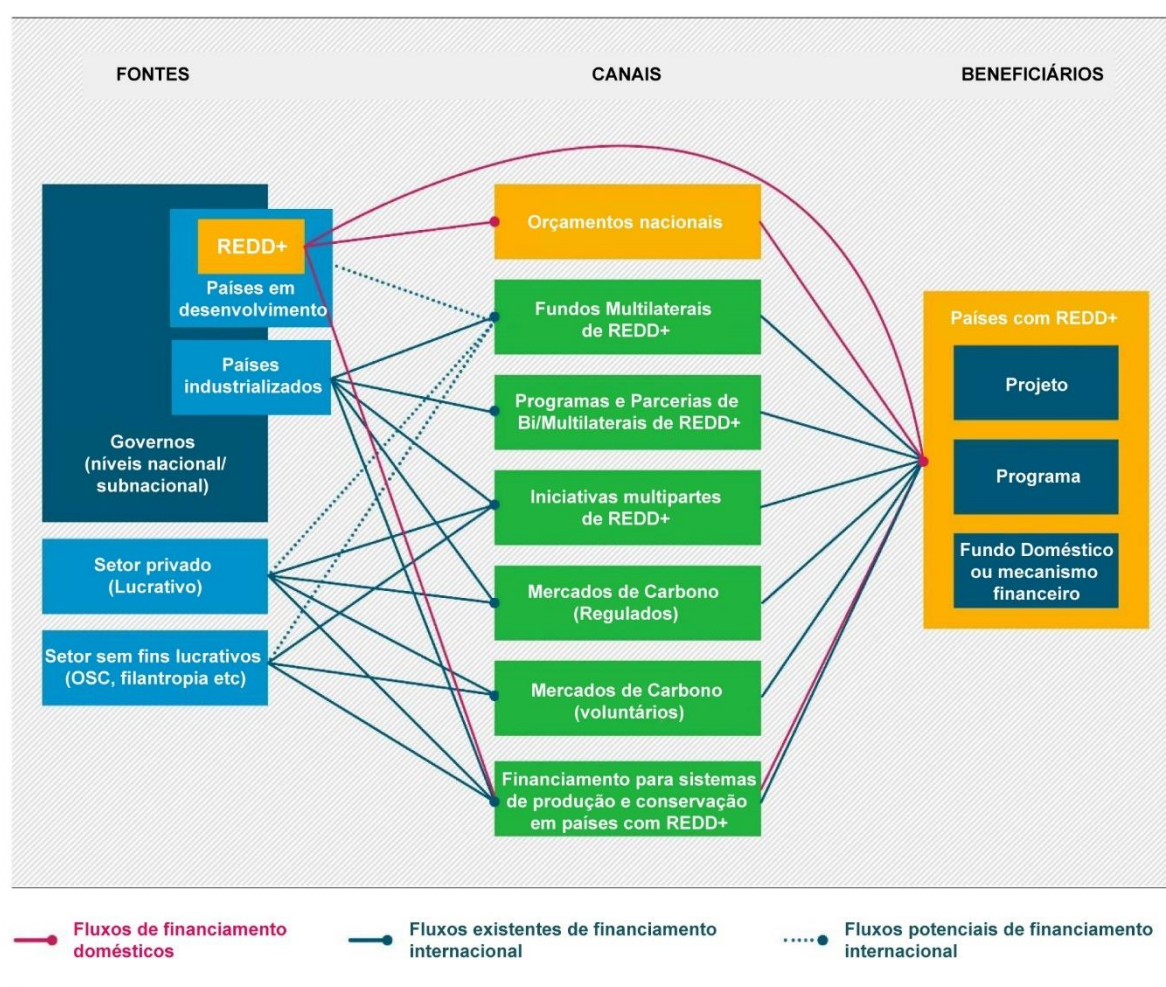 FONTES
CANAIS
BENEFICIÁRIOS
REDD+
Países em
desenvolvimento
Países
industrializados
Governos
(níveis nacional/
subnacional)
Setor privado
(Lucrativo)
Setor sem fins lucrativos
(OSC, filantropia etc)
Orçamentos nacionais
Fundos Multilaterais
de REDD+
Programas e Parcerias de
Bi/Multilaterais de REDD+
Iniciativas multipartes
de REDD+
Mercados de Carbono
(Regulados)
Mercados de Carbono
(voluntários)
Financiamento para sistemas
de produção e conservação
em países com REDD+
Países com REDD+
Projeto
Programa
Fundo Doméstico
ou mecanismo
financeiro
Fluxos de financiamento
domésticos
Fluxos existentes de financiamento
internacional
Fluxos potenciais de financiamento
internacional